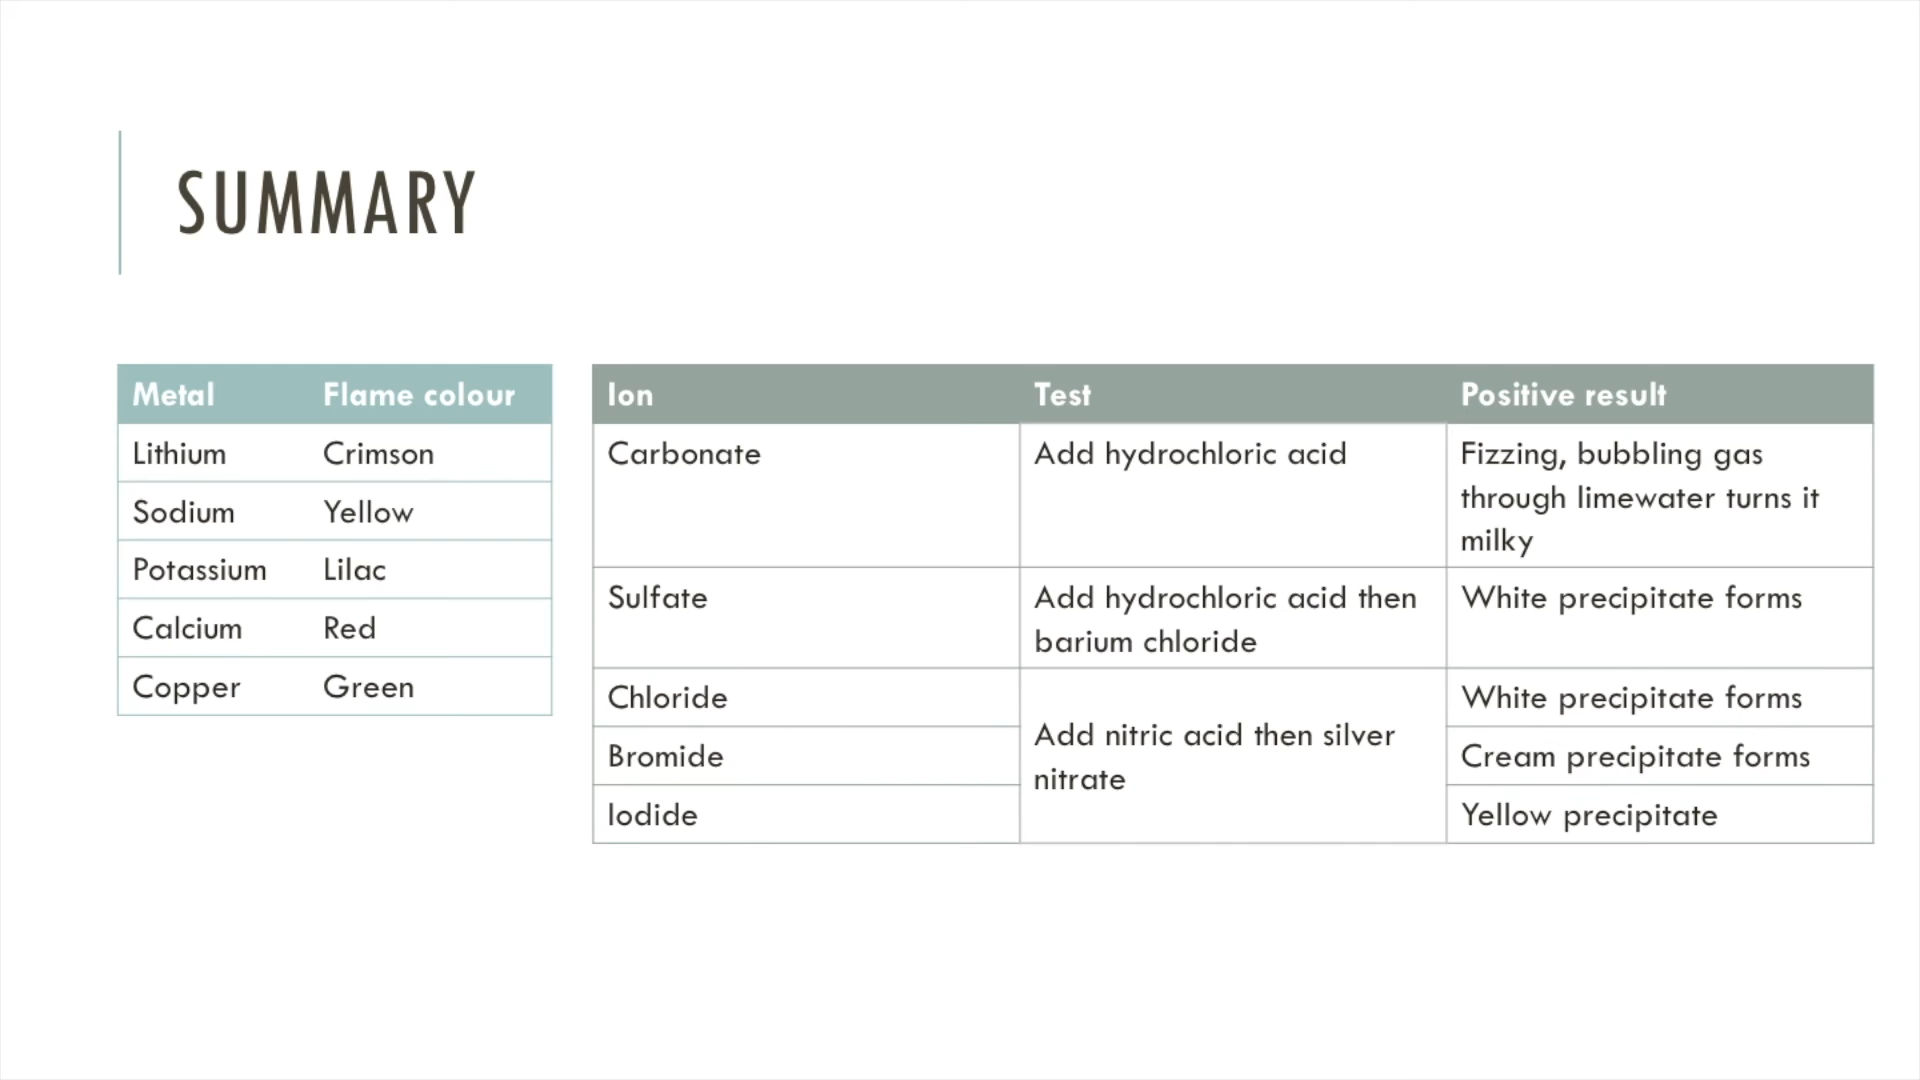 SUMMARY
Metal Flame colour
Lithium Crimson
Sodium Yellow
Potassium Lilac
Calcium Red
Copper Green
Ion Test Positive result
Carbonate Add hydrochloric acid Fizzing, bubbling gas
through limewater turns it
milky
Sulfate Add hydrochloric acid then White precipitate forms
barium chloride
Chloride White precipitate forms
Add nitric acid then silver
nitrate
Bromide Cream precipitate forms
Iodide Yellow precipitate